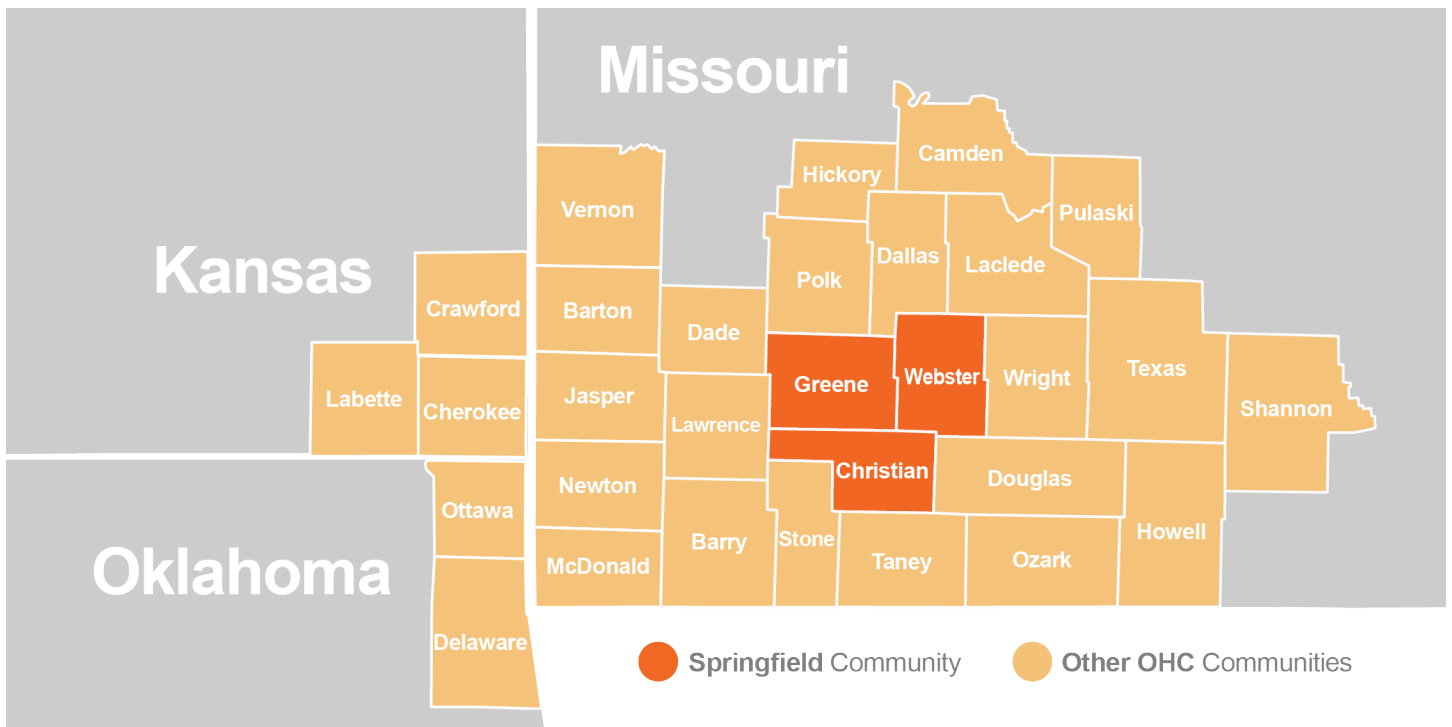 Missouri
Camden
Hickory
Pulaski
Vernon
Kansas
Dallas
Laclede
Polk
Crawford
Barton
Dade
Texas
Webster
Wright
Greene
Jasper
Labette
Cherokee
Shannon
Lawrence
Christian
Douglas
Newton
Ottawa
Howell
Stone
Barry
Ozark
Taney
McDonald
Oklahoma
Delaware
Springfield Community
Other OHC Communities